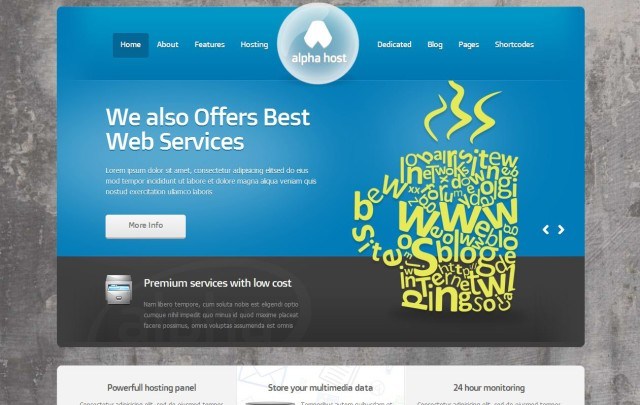 Home About Features Hosting
alpha host
Dedicated Blog Pages Shortcodes
We also Offers Best
Web Services
Lorem ipsum dolor sit amet, consectetur adipisicing elitsed do eius
mod tempor incididunt ut labore et dolore magna aliqua veniam quis
nostrud exercitation ullamco laboris
More Info
www
blog
Premium services with low cost
Nam libero tempore, cum soluta nobis est eligendi optio
cumque nihil impedit quo minus id quod maxime placeat
facere possimus, omnis voluptas assumenda est omnis
Powerfull hosting panel
Store your multimedia data
24 hour monitoring